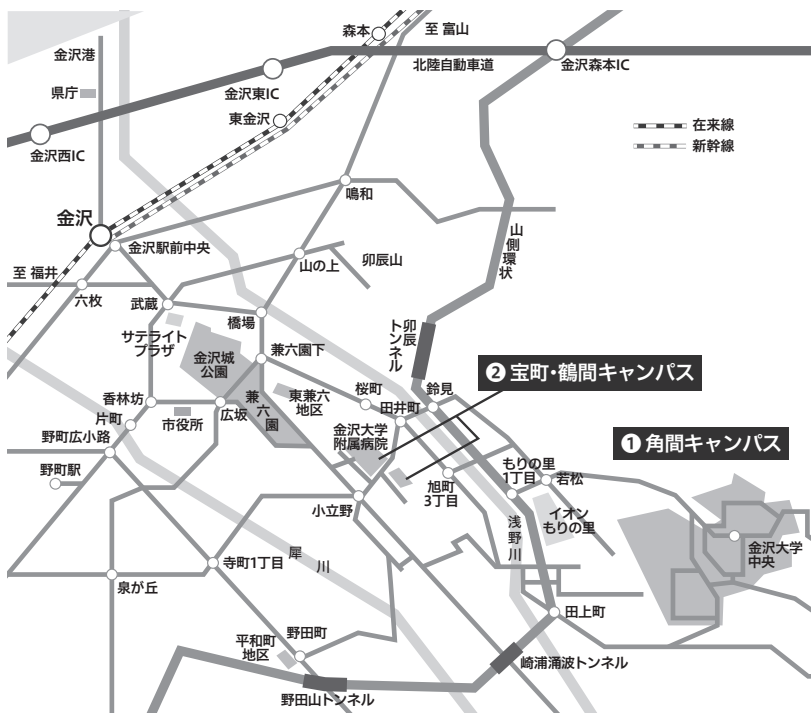 森本
至 富山
金沢港
北陸自動車道
金沢森本IC
県庁
金沢東IC
東金沢
在来線
新幹線
金沢西IC
鳴和
金沢
金沢駅前中央
山側環状
山の上
卯辰山
至 福井
六枚
武蔵
橋場
サテライト
プラザ
卯辰
トンネル
金沢城
公園
兼六園下
❷ 宝町・鶴間キャンパス
香林坊
兼六園
東兼六
地区
桜町
鈴見
田井町
片町
市役所
広坂
金沢大学
附属病院
❶ 角間キャンパス
野町広小路
野町駅
旭町
3丁目
もりの里
1丁目
若松
小立野
イオン
もりの里
浅野川
金沢大学
中央
犀川
寺町1丁目
泉が丘
田上町
平和町
地区
野田町
崎浦涌波トンネル
野田山トンネル